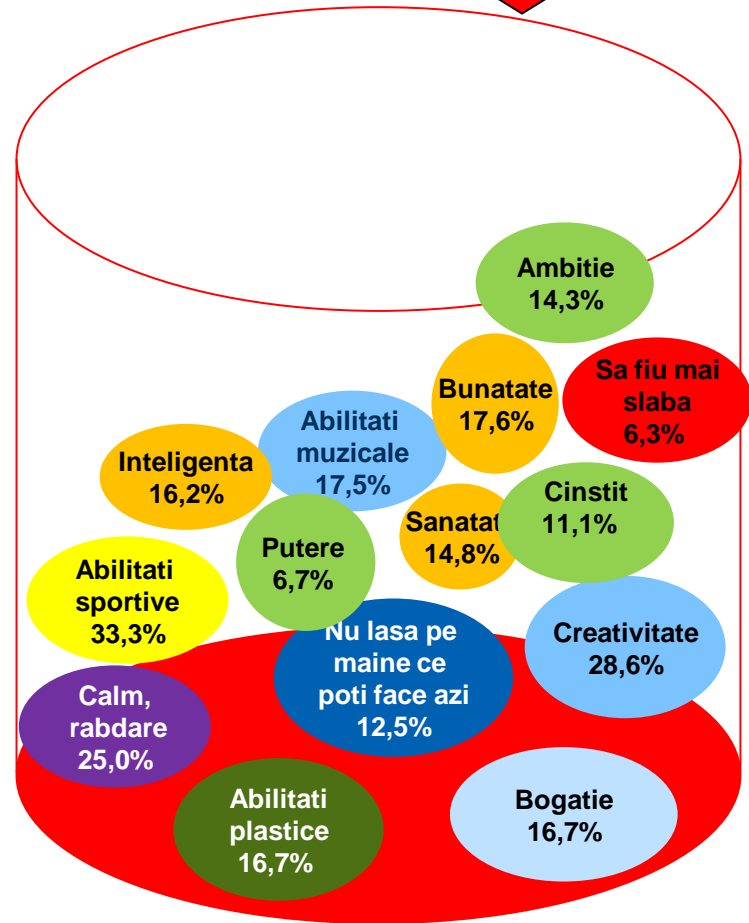 Ambitie
14,3%
Bunatate
17,6%
Sa fiu mai
slaba
6,3%
Abilitati
muzicale
17,5%
Inteligenta
16,2%
Cinstit
11,1%
Sanatat
14,8%
Putere
6,7%
Abilitati
sportive
33,3%
Nu lasa pe
maine ce
poti face azi
12,5%
Creativitate
28,6%
Calm,
rabdare
25,0%
Abilitati
plastice
16,7%
Bogatie
16,7%